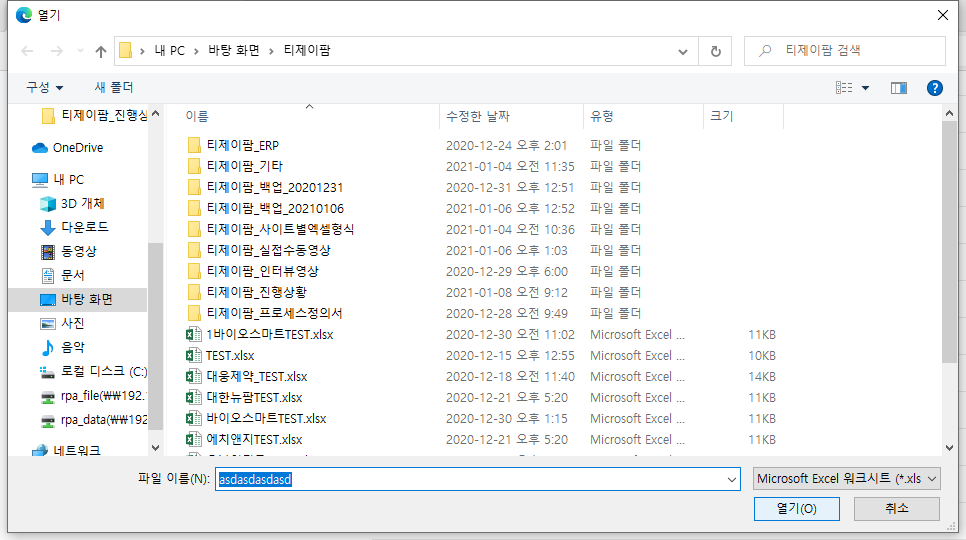 열기
내 PC > 바탕 화면 > 티제이팜
티제이팜 검색
구성 새 폴더
이름 수정한 날짜 유형 크기
티제이팜_진행상
OneDrive
내 PC
3D 개체
다운로드
동영상
문서
바탕 화면
사진
음악
로컬 디스크 (C:)
rpa_file(₩₩192.1
rpa_data(₩₩192
네트워크
티제이팜_ERP 2020-12-24 오후 2:01 파일 폴더
티제이팜_기타 2021-01-04 오전 11:35 파일 폴더
티제이팜_백업_20201231 2020-12-31 오후 12:51 파일 폴더
티제이팜_백업_20210106 2021-01-06 오후 12:52 파일 폴더
티제이팜_사이트별엑셀형식 2021-01-04 오전 10:36 파일 폴더
티제이팜_실접수동영상 2021-01-06 오후 1:03 파일 폴더
티제이팜_인터뷰영상 2020-12-29 오후 6:00 파일 폴더
티제이팜_진행상황 2021-01-08 오전 9:12 파일 폴더
티제이팜_프로세스정의서 2020-12-28 오전 9:49 파일 폴더
1바이오스마트TEST.xlsx 2020-12-30 오전 11:02 Microsoft Excel ... 11KB
TEST.xlsx 2020-12-15 오후 12:55 Microsoft Excel ... 10KB
대웅제약_TEST.xlsx 2020-12-18 오전 11:40 Microsoft Excel ... 14KB
대한뉴팜TEST.xlsx 2020-12-21 오후 5:20 Microsoft Excel ... 11KB
바이오스마트TEST.xlsx 2020-12-30 오후 1:15 Microsoft Excel ... 11KB
에치앤지TEST.xlsx 2020-12-21 오후 5:20 Microsoft Excel ... 11KB
파일 이름(N): asdasdasdasd Microsoft Excel 워크시트 (*.xls
열기(O) 취소